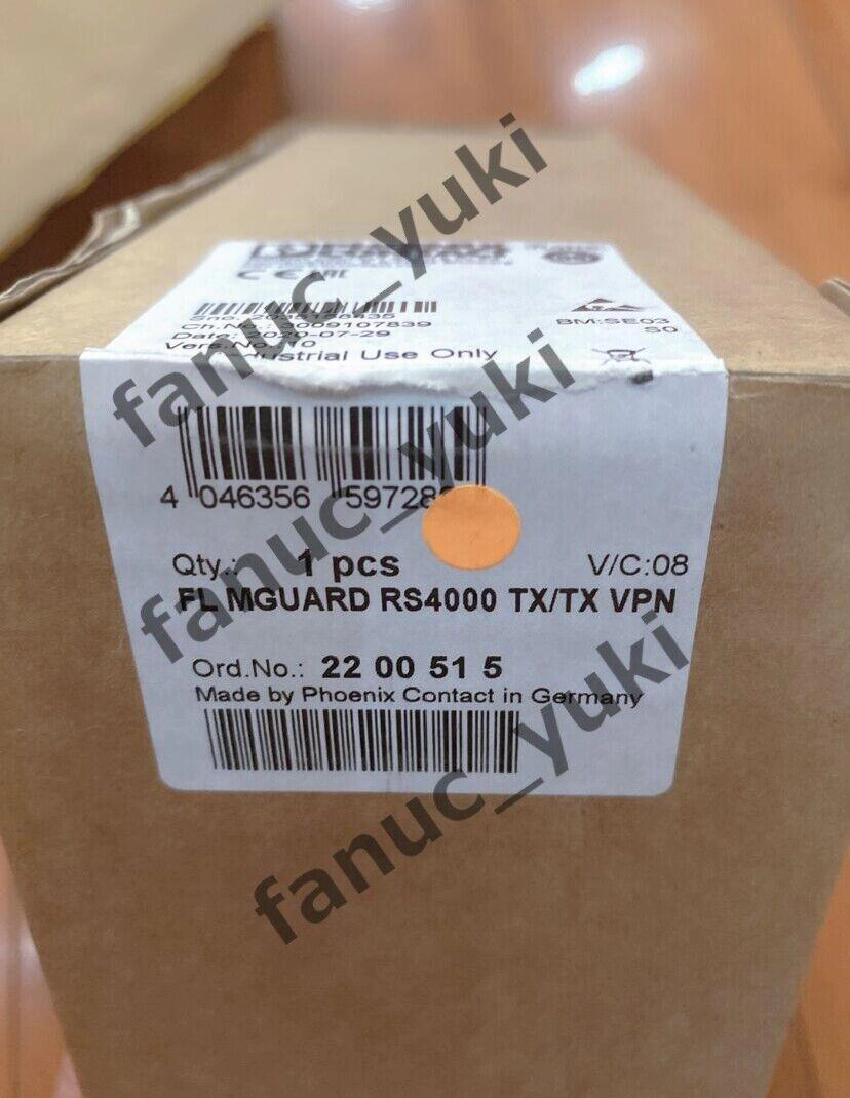 CE EAC
Date: 2020-07-29
BM:SE03
S0
Industrial Use Only
4 046356 59728
Qty.: 1 pcs V/C:08
FL MGUARD RS4000 TX/TX VPN
Ord.No.: 22 00 51 5
Made by Phoenix Contact in Germany
fanuc_yuki
fanuc_yuki
fanuc_yuki